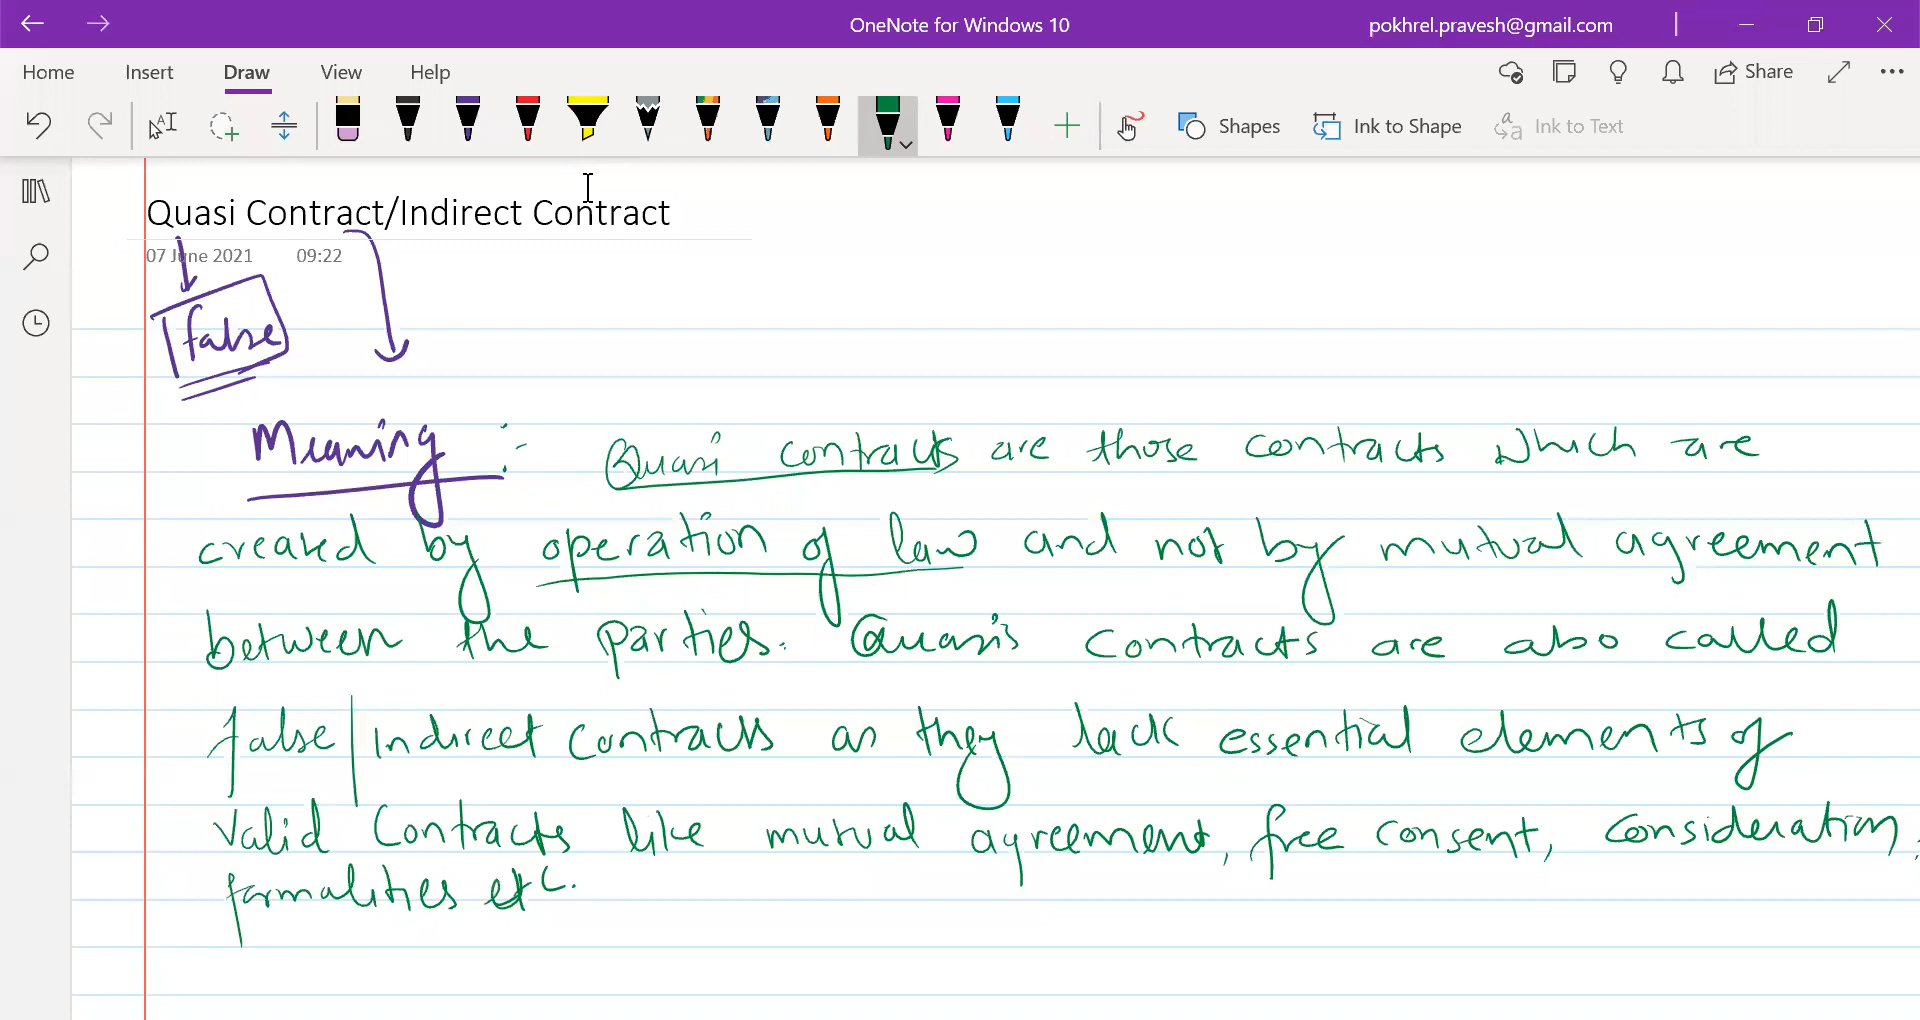 OneNote for Windows 10
pokhrel.pravesh@gmail.com
Home Insert Draw View Help
Share
Shapes Ink to Shape Ink to Text
Quasi Contract/Indirect Contract
07 June 2021 09:22
false
Meaning :- Quasi contracts are those contracts which are
created by operation of law and not by mutual agreement
between the parties. Quasi's contracts are also called
false/Indirect contracts as they lack essential elements of
valid contracts like mutual agreement, free consent, consideration,
formalities etc.